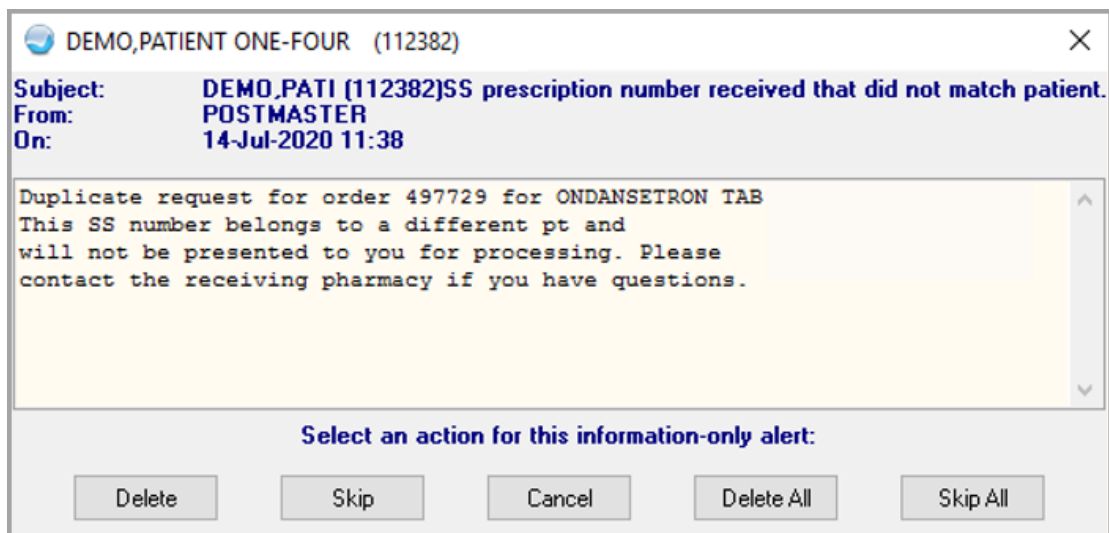 DEMO,PATIENT ONE-FOUR (112382)
Subject: DEMO,PATI (112382)SS prescription number received that did not match patient.
From: POSTMASTER
On: 14-Jul-2020 11:38
Duplicate request for order 497729 for ONDANSETRON TAB
This SS number belongs to a different pt and
will not be presented to you for processing. Please
contact the receiving pharmacy if you have questions.
Select an action for this information-only alert:
Delete Skip Cancel Delete All Skip All